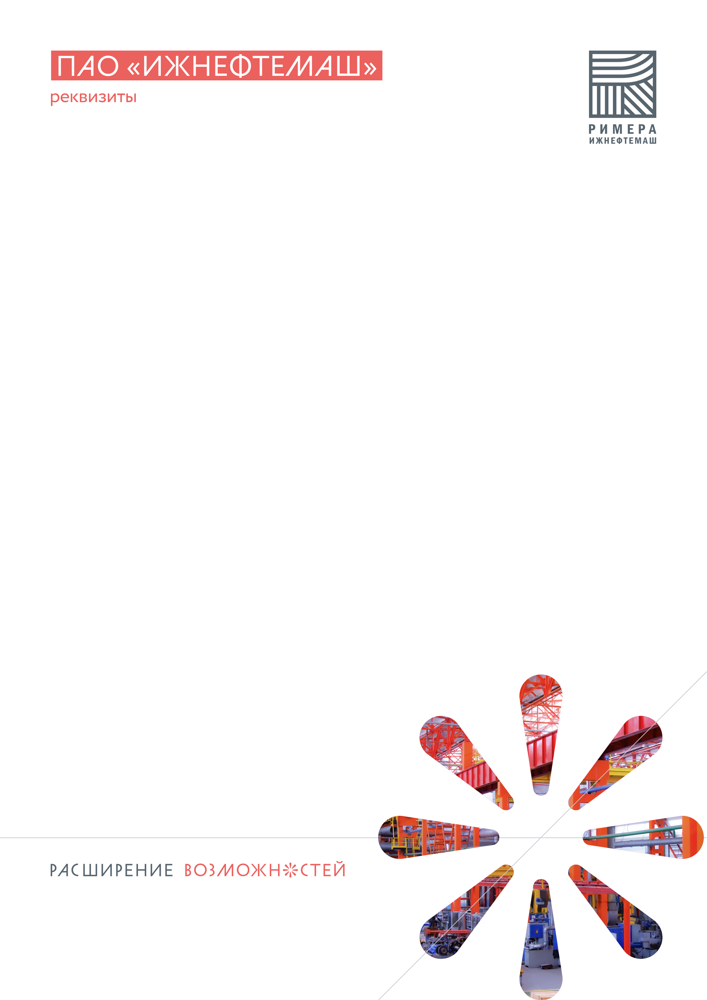 ПАО «ИЖНЕФТЕМАШ»
реквизиты
РИМЕРА
ИЖНЕФТЕМАШ
РАСШИРЕНИЕ ВОЗМОЖНОСТЕЙ